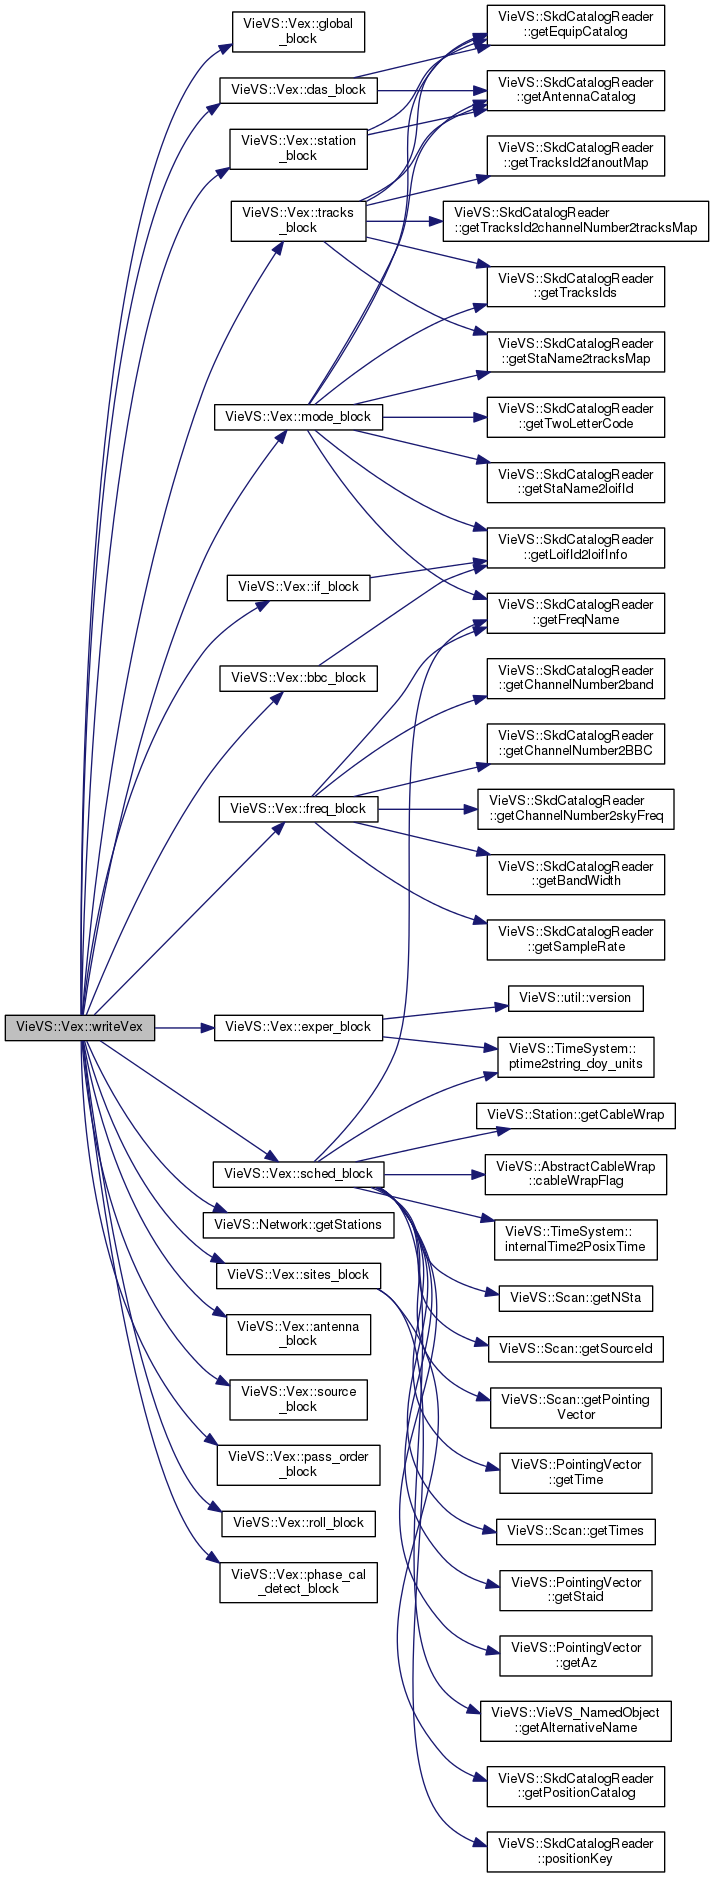 VieVS::Vex::writeVex
VieVS::Vex::global
_block
VieVS::Vex::das_block
VieVS::Vex::station
_block
VieVS::Vex::tracks
_block
VieVS::Vex::mode_block
VieVS::Vex::if_block
VieVS::Vex::bbc_block
VieVS::Vex::freq_block
VieVS::Vex::exper_block
VieVS::Vex::sched_block
VieVS::Network::getStations
VieVS::Vex::sites_block
VieVS::Vex::antenna
_block
VieVS::Vex::source
_block
VieVS::Vex::pass_order
_block
VieVS::Vex::roll_block
VieVS::Vex::phase_cal
_detect_block
VieVS::SkdCatalogReader
::getEquipCatalog
VieVS::SkdCatalogReader
::getAntennaCatalog
VieVS::SkdCatalogReader
::getTracksId2fanoutMap
VieVS::SkdCatalogReader
::getTracksId2channelNumber2tracksMap
VieVS::SkdCatalogReader
::getTracksIds
VieVS::SkdCatalogReader
::getStaName2tracksMap
VieVS::SkdCatalogReader
::getTwoLetterCode
VieVS::SkdCatalogReader
::getStaName2loifId
VieVS::SkdCatalogReader
::getLoifId2loifInfo
VieVS::SkdCatalogReader
::getFreqName
VieVS::SkdCatalogReader
::getChannelNumber2band
VieVS::SkdCatalogReader
::getChannelNumber2BBC
VieVS::SkdCatalogReader
::getChannelNumber2skyFreq
VieVS::SkdCatalogReader
::getBandWidth
VieVS::SkdCatalogReader
::getSampleRate
VieVS::util::version
VieVS::TimeSystem::
ptime2string_doy_units
VieVS::Station::getCableWrap
VieVS::AbstractCableWrap
::cableWrapFlag
VieVS::TimeSystem::
internalTime2PosixTime
VieVS::Scan::getNSta
VieVS::Scan::getSourceId
VieVS::Scan::getPointing
Vector
VieVS::PointingVector
::getTime
VieVS::Scan::getTimes
VieVS::PointingVector
::getStaid
VieVS::PointingVector
::getAz
VieVS::VieVS_NamedObject
::getAlternativeName
VieVS::SkdCatalogReader
::getPositionCatalog
VieVS::SkdCatalogReader
::positionKey